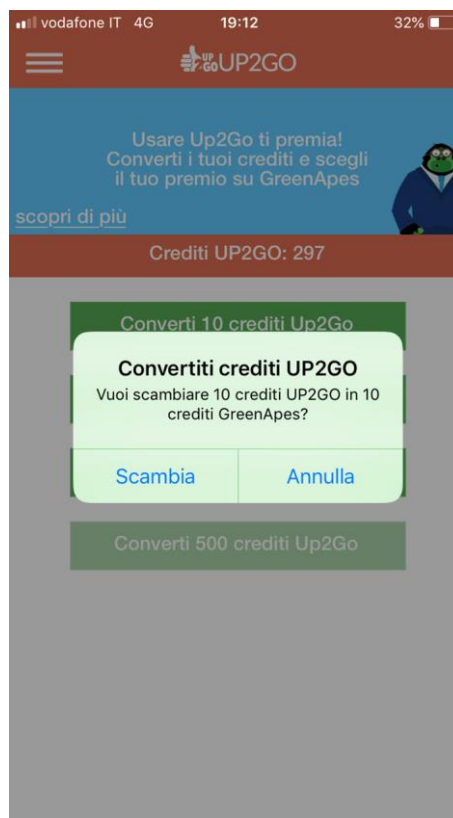 vodafone IT 4G 19:12 32%
UP GO UP2GO
Usare Up2Go ti premia!
Converti i tuoi crediti e scegli
il tuo premio su GreenApes
scopri di più
Crediti UP2GO: 297
Converti 10 crediti Up2Go
Convertiti crediti UP2GO
Vuoi scambiare 10 crediti UP2GO in 10
crediti GreenApes?
Scambia Annulla
Converti 500 crediti Up2Go